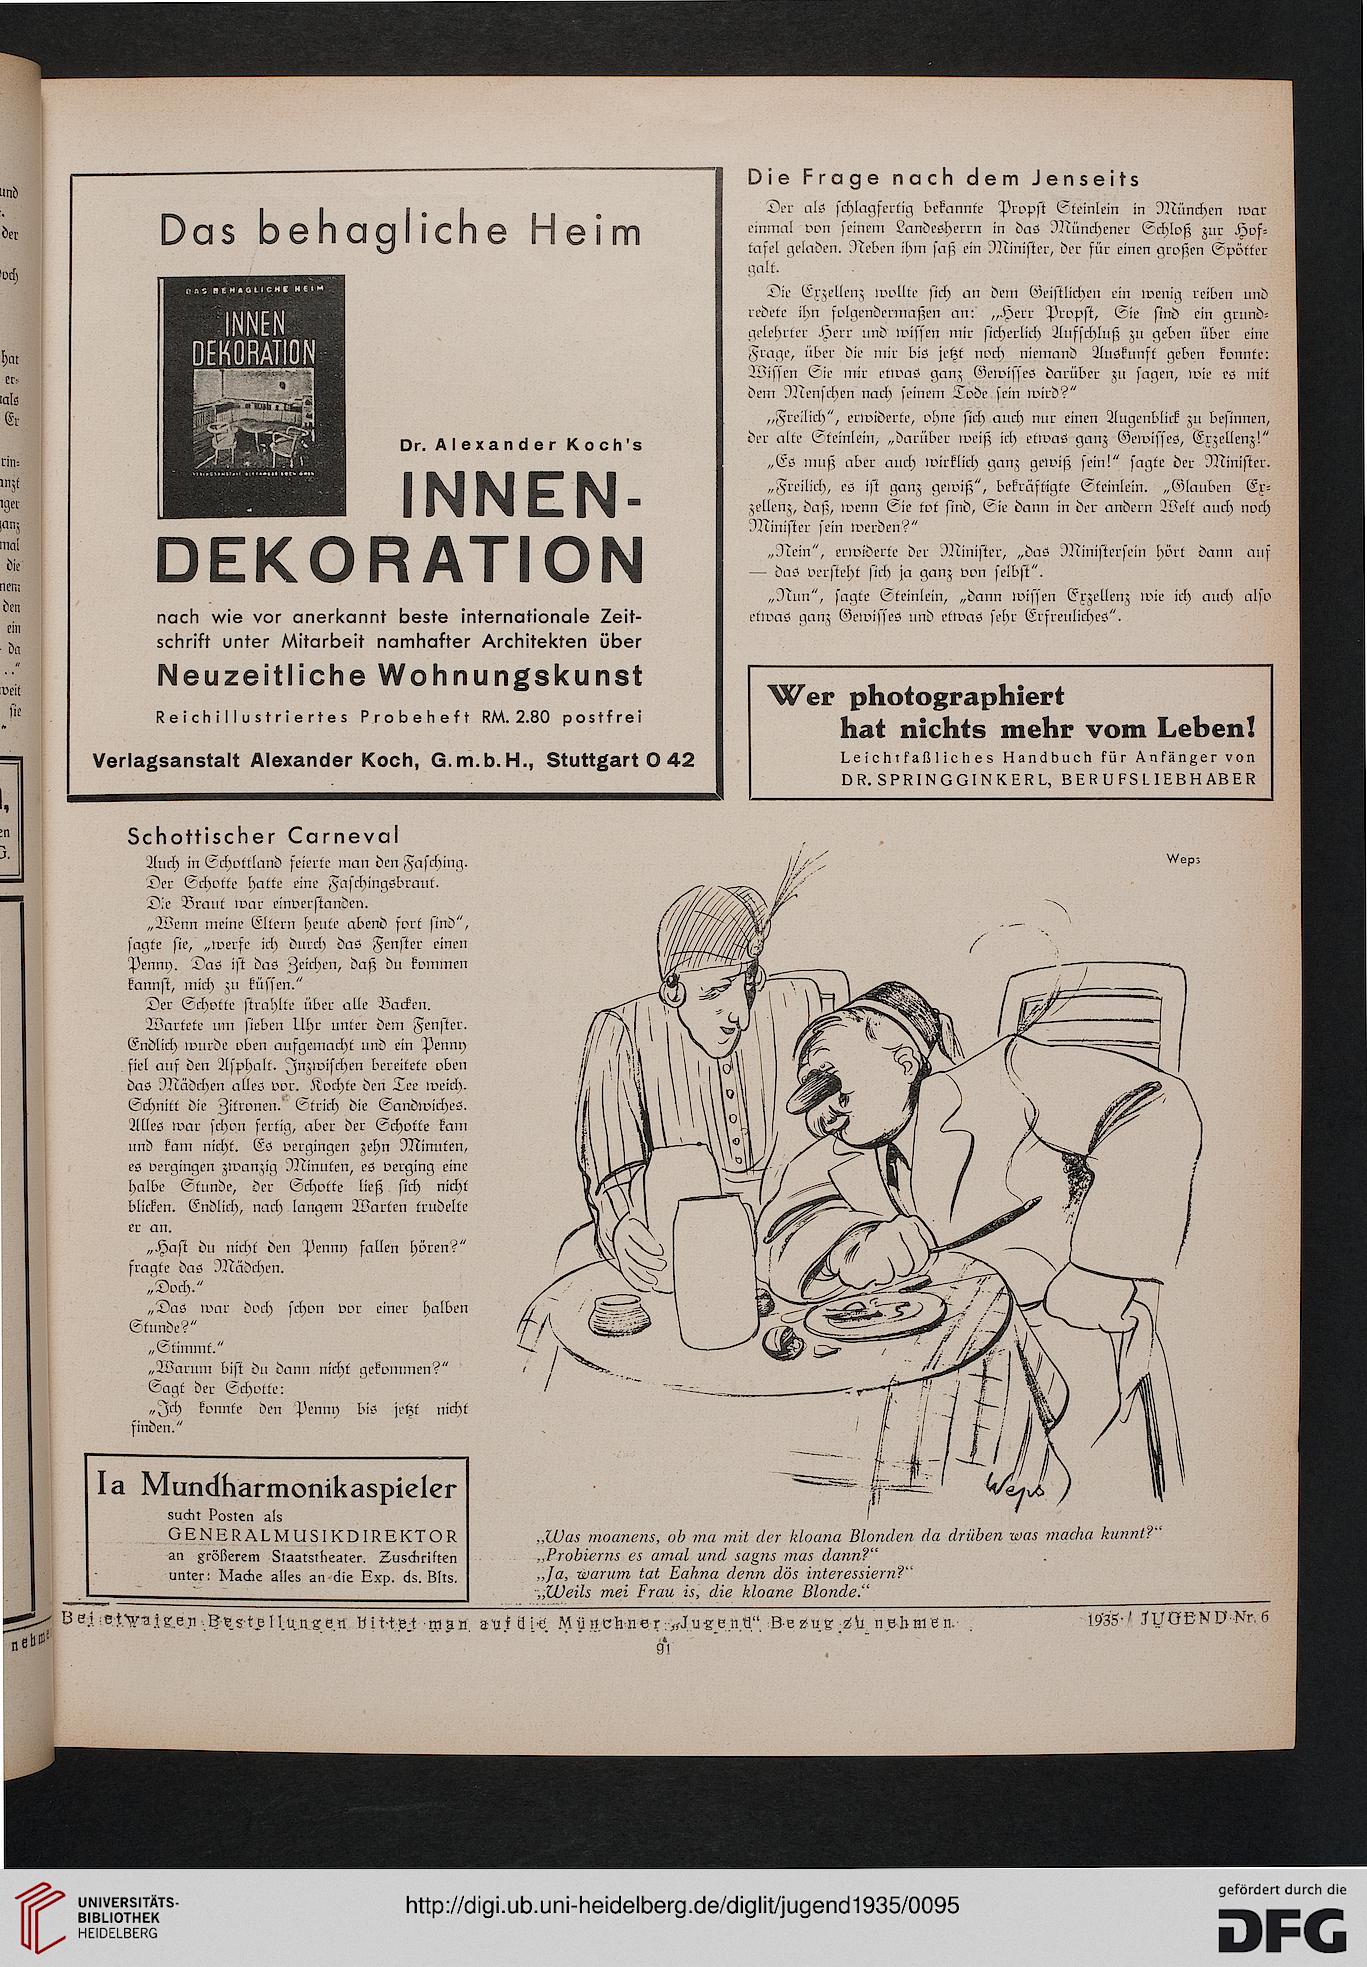 Das behagliche Heim
DAS BEHAGLICHE HEIM
INNEN
DEKORATION
Dr. Alexander Koch's
INNEN-
DEKORATION
nach wie vor anerkannt beste internationale Zeit-
schrift unter Mitarbeit namhafter Architekten über
Neuzeitliche Wohnungskunst
Reichillustriertes Probeheft RM. 2.80 postfrei
Verlagsanstalt Alexander Koch, G.m.b.H., Stuttgart O 42
Die Frage nach dem Jenseits
Der als schlagfertig bekannte Propst Steinlein in München war
einmal von seinem Landesherrn in das Münchener Schloß zur Hof-
tafel geladen. Neben ihm saß ein Minister, der für einen großen Spötter
galt.
Die Exzellenz wollte sich an dem Geistlichen ein wenig reiben und
redete ihn folgendermaßen an: „Herr Propst, Sie sind ein grund-
gelehrter Herr und wissen mir sicherlich Aufschluß zu geben über eine
Frage, über die mir bis jetzt noch niemand Auskunft geben konnte:
Wissen Sie mir etwas ganz Gewisses darüber zu sagen, wie es mit
dem Menschen nach seinem Tode sein wird?"
„Freilich", erwiderte, ohne sich auch nur einen Augenblick zu besinnen,
der alte Steinlein, „darüber weiß ich etwas ganz Gewisses, Exzellenz!"
„Es muß aber auch wirklich ganz gewiß sein!" sagte der Minister.
„Freilich, es ist ganz gewiß", bekräftigte Steinlein. „Glauben Ex-
zellenz, daß, wenn Sie tot sind, Sie dann in der andern Welt auch noch
Minister sein werden?"
„Nein", erwiderte der Minister, „das Ministersein hört dann auf
— das versteht sich ja ganz von selbst".
„Nun", sagte Steinlein, „dann wissen Exzellenz wie ich auch also
etwas ganz Gewisses und etwas sehr Erfreuliches".
Wer photographiert
hat nichts mehr vom Leben!
Leichtfaßliches Handbuch für Anfänger von
DR. SPRINGGINKERL, BERUFSLIEBHABER
Schottischer Carneval
Auch in Schottland feierte man den Fasching.
Der Schotte hatte eine Faschingsbraut.
Die Braut war einverstanden.
„Wenn meine Eltern heute abend fort sind",
sagte sie, „werfe ich durch das Fenster einen
Penny. Das ist das Zeichen, daß du kommen
kannst, mich zu küssen."
Der Schotte strahlte über alle Backen.
Wartete um sieben Uhr unter dem Fenster.
Endlich wurde oben aufgemacht und ein Penny
fiel auf den Asphalt. Inzwischen bereitete oben
das Mädchen alles vor. Kochte den Tee weich.
Schnitt die Zitronen. Strich die Sandwiches.
Alles war schon fertig, aber der Schotte kam
und kam nicht. Es vergingen zehn Minuten,
es vergingen zwanzig Minuten, es verging eine
halbe Stunde, der Schotte ließ sich nicht
blicken. Endlich, nach langem Warten trudelte
er an.
„Hast du nicht den Penny fallen hören?"
fragte das Mädchen.
„Doch."
„Das war doch schon vor einer halben
Stunde?"
„Stimmt."
„Warum bist du dann nicht gekommen?"
Sagt der Schotte:
„Ich konnte den Penny bis jetzt nicht
finden."
Ia Mundharmonikaspieler
sucht Posten als
GENERALMUSIKDIREKTOR
an größerem Staatstheater. Zuschriften
unter: Mache alles an die Exp. ds. Blts.
Weps
Weps
„Was moanens, ob ma mit der kloana Blonden da drüben was macha kunnt?"
„Probierns es amal und sagns mas dann?"
„Ja, warum tat Eahna denn dös interessiern?"
„Weils mei Frau is, die kloane Blonde."
Bei etwaigen Bestellungen bittet man auf die Münchner „Jugend" Bezug zu nehmen.
1935 / JUGEND Nr. 6
91
und
der
och
hat
er-
als
Er
den
ein
da
weit
sie
UNIVERSITÄTS-
BIBLIOTHEK
HEIDELBERG
http://digi.ub.uni-heidelberg.de/diglit/jugend1935/0095
gefördert durch die
DFG